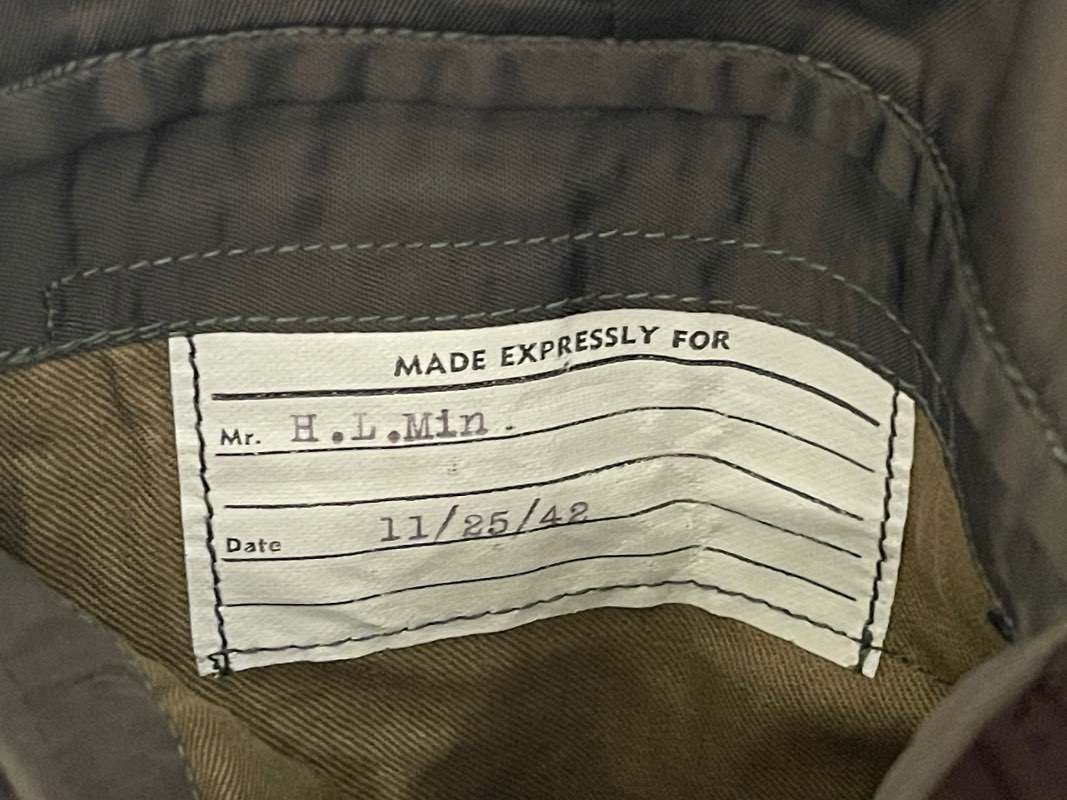 MADE EXPRESSLY FOR
Mr. H.L.Min.
Date 11/25/42